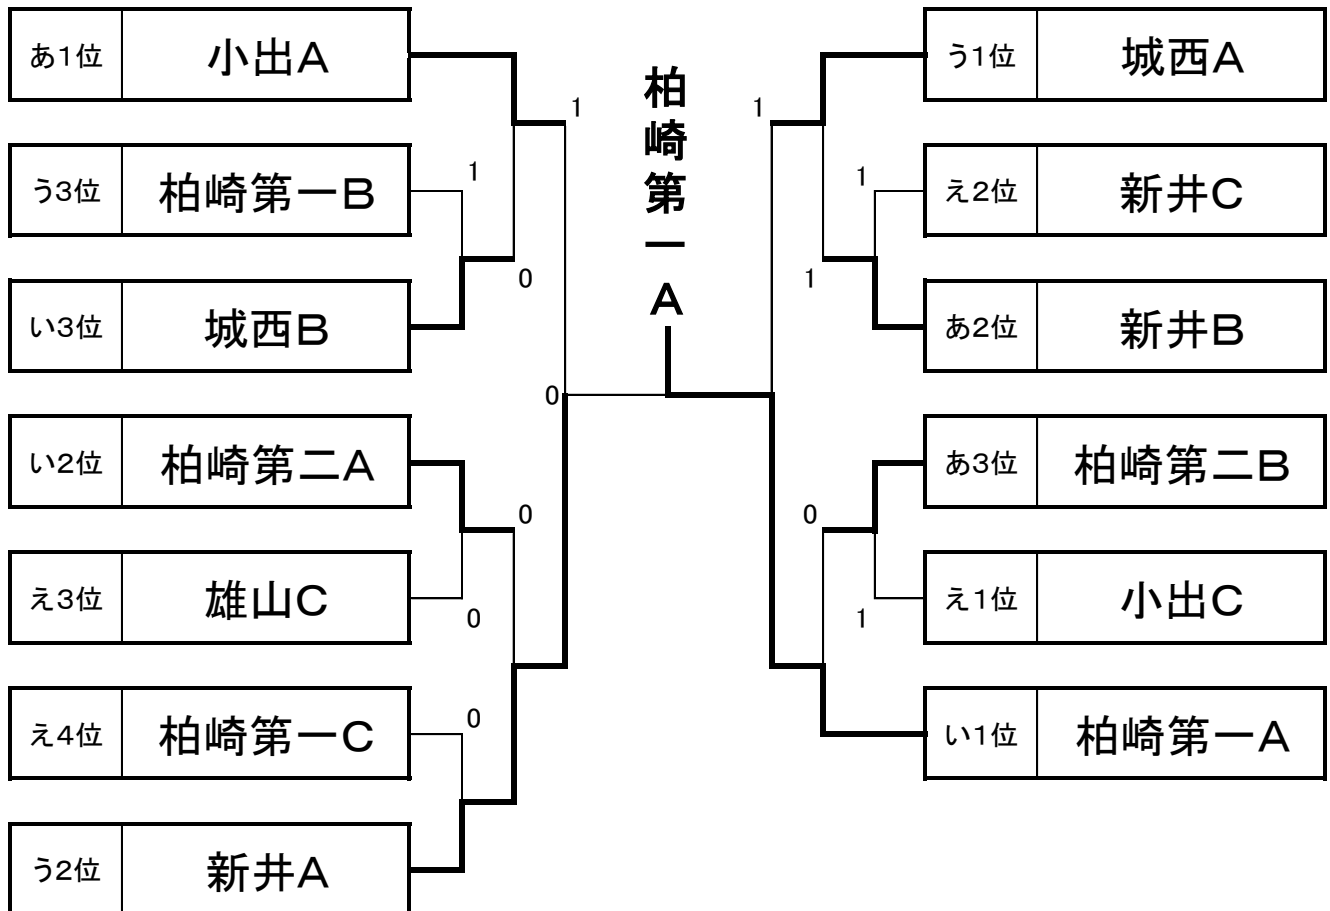 あ1位 小出A
う3位 柏崎第一B
い3位 城西B
い2位 柏崎第二A
え3位 雄山C
え4位 柏崎第一C
う2位 新井A
1
1
0
0
0
0
0
柏崎第一A
1
1
1
0
1
う1位 城西A
え2位 新井C
あ2位 新井B
あ3位 柏崎第二B
え1位 小出C
い1位 柏崎第一A